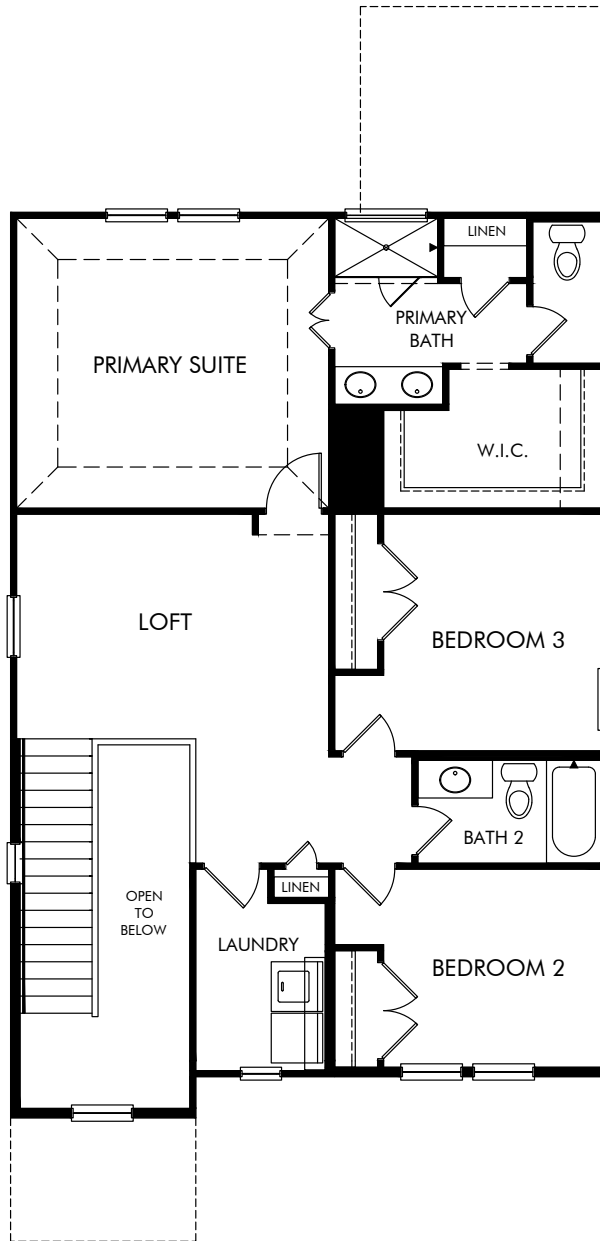 LINEN
PRIMARY
BATH
PRIMARY SUITE
W.I.C.
LOFT
BEDROOM 3
BATH 2
LINEN
OPEN
TO
BELOW
LAUNDRY
BEDROOM 2